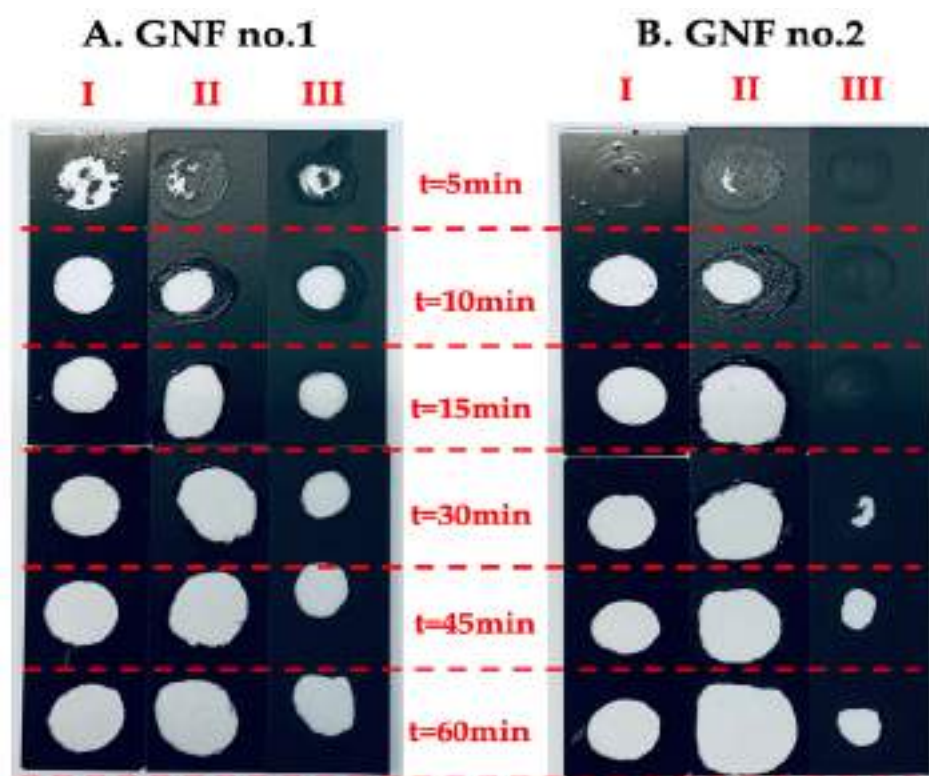 A. GNF no.1
B. GNF no.2
I II III
I II III
t=5min
t=10min
t=15min
t=30min
t=45min
t=60min